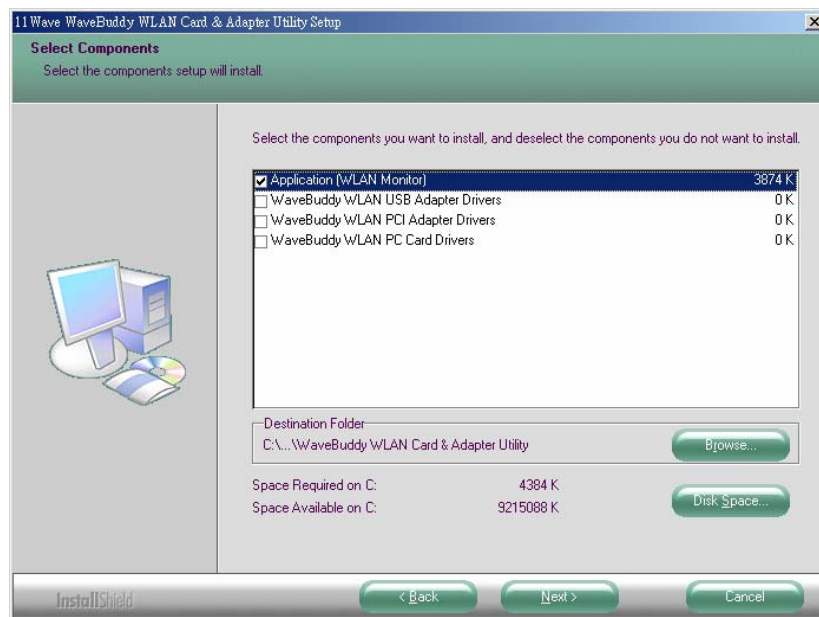 11Wave WaveBuddy WLAN Card & Adapter Utility Setup
Select Components
Select the components setup will install.
Select the components you want to install, and deselect the components you do not want to install.
Application (WLAN Monitor) 3874 K
WaveBuddy WLAN USB Adapter Drivers 0 K
WaveBuddy WLAN PCI Adapter Drivers 0 K
WaveBuddy WLAN PC Card Drivers 0 K
Destination Folder
C:\...\WaveBuddy WLAN Card & Adapter Utility
Browse...
Space Required on C: 4384 K
Space Available on C: 9215088 K
Disk Space...
InstallShield
< Back
Next >
Cancel